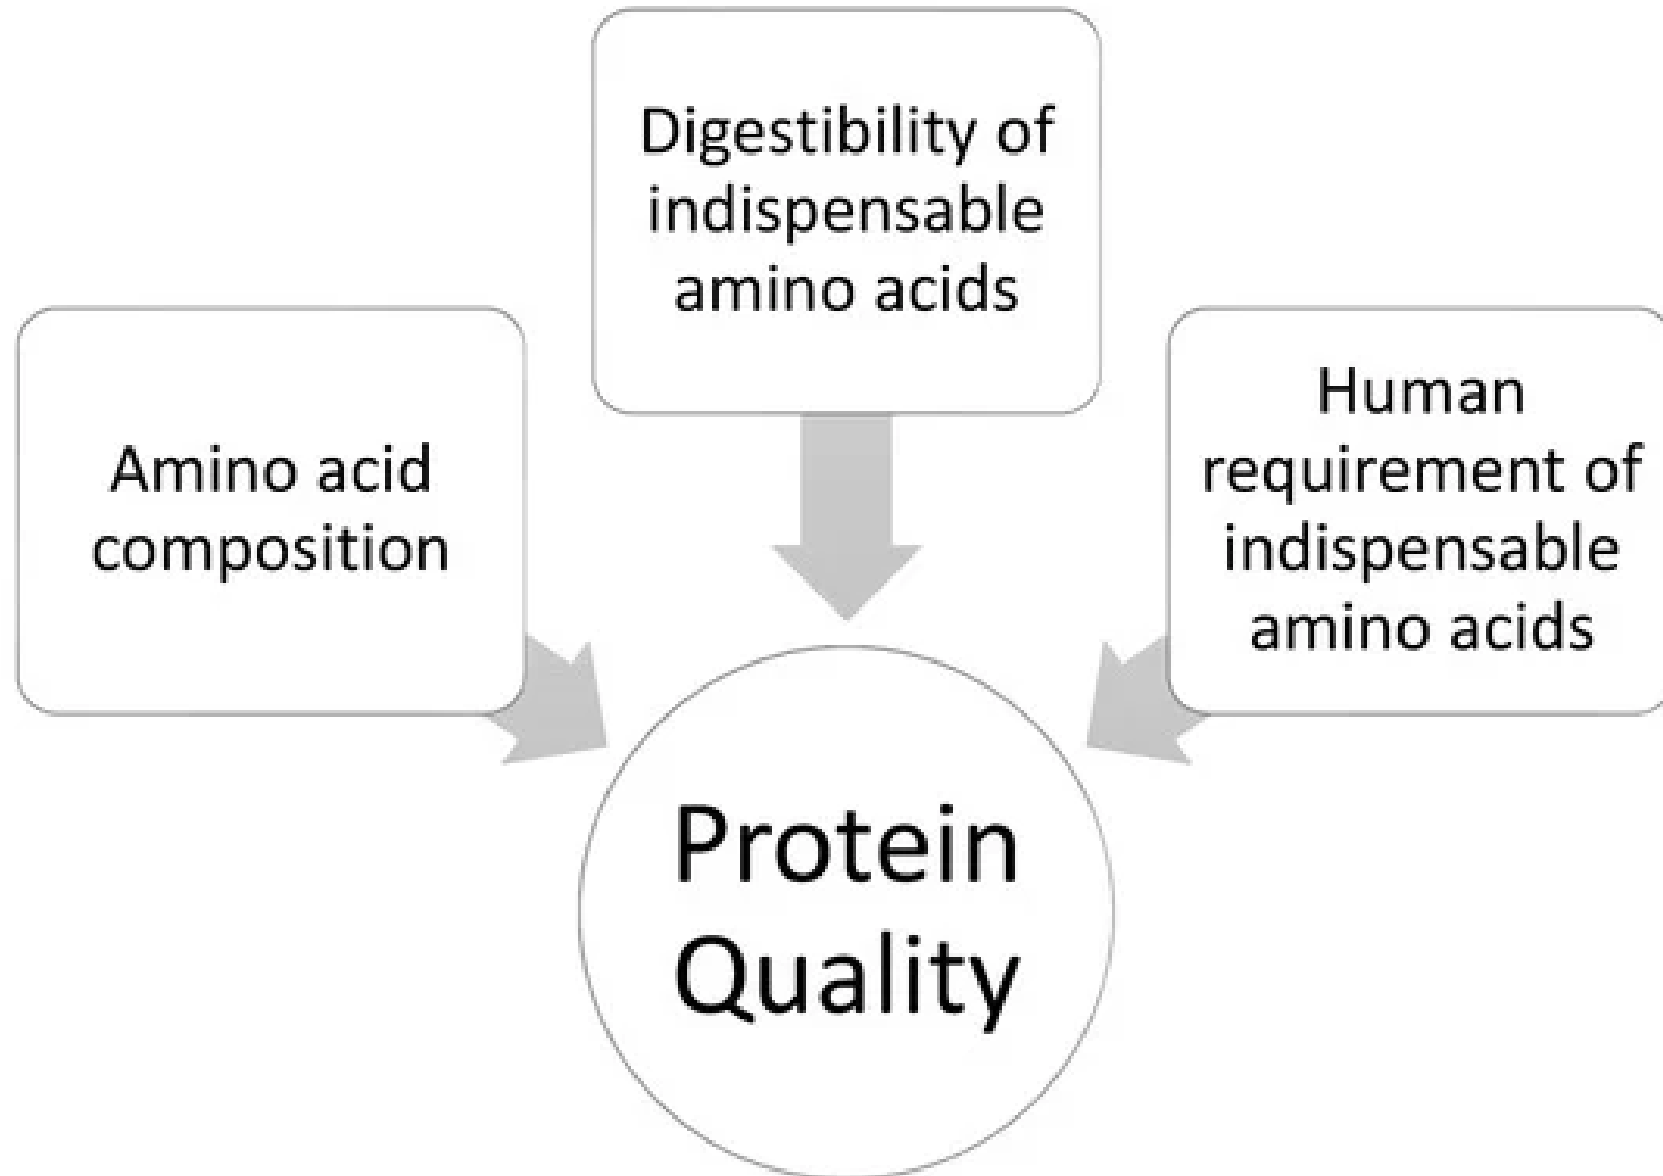 Digestibility of
indispensable
amino acids
Amino acid
composition
Human
requirement of
indispensable
amino acids
Protein
Quality